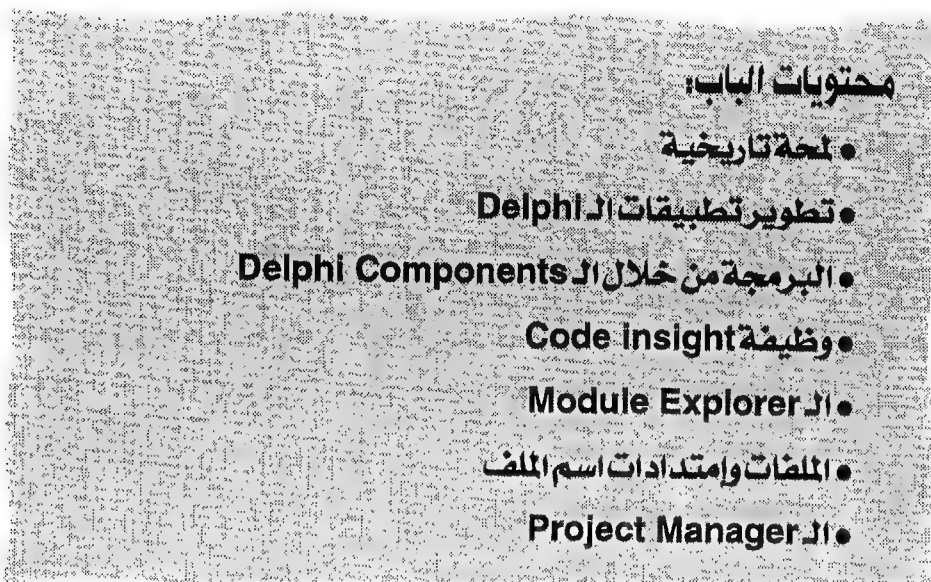 محتويات الباب:
• لمحة تاريخية
• تطوير تطبيقات الـ Delphi
• البرمجة من خلال الـ Delphi Components
• وظيفة Code insight
• الـ Module Explorer
• الملفات وإمتدادات اسم الملف
• الـ Project Manager